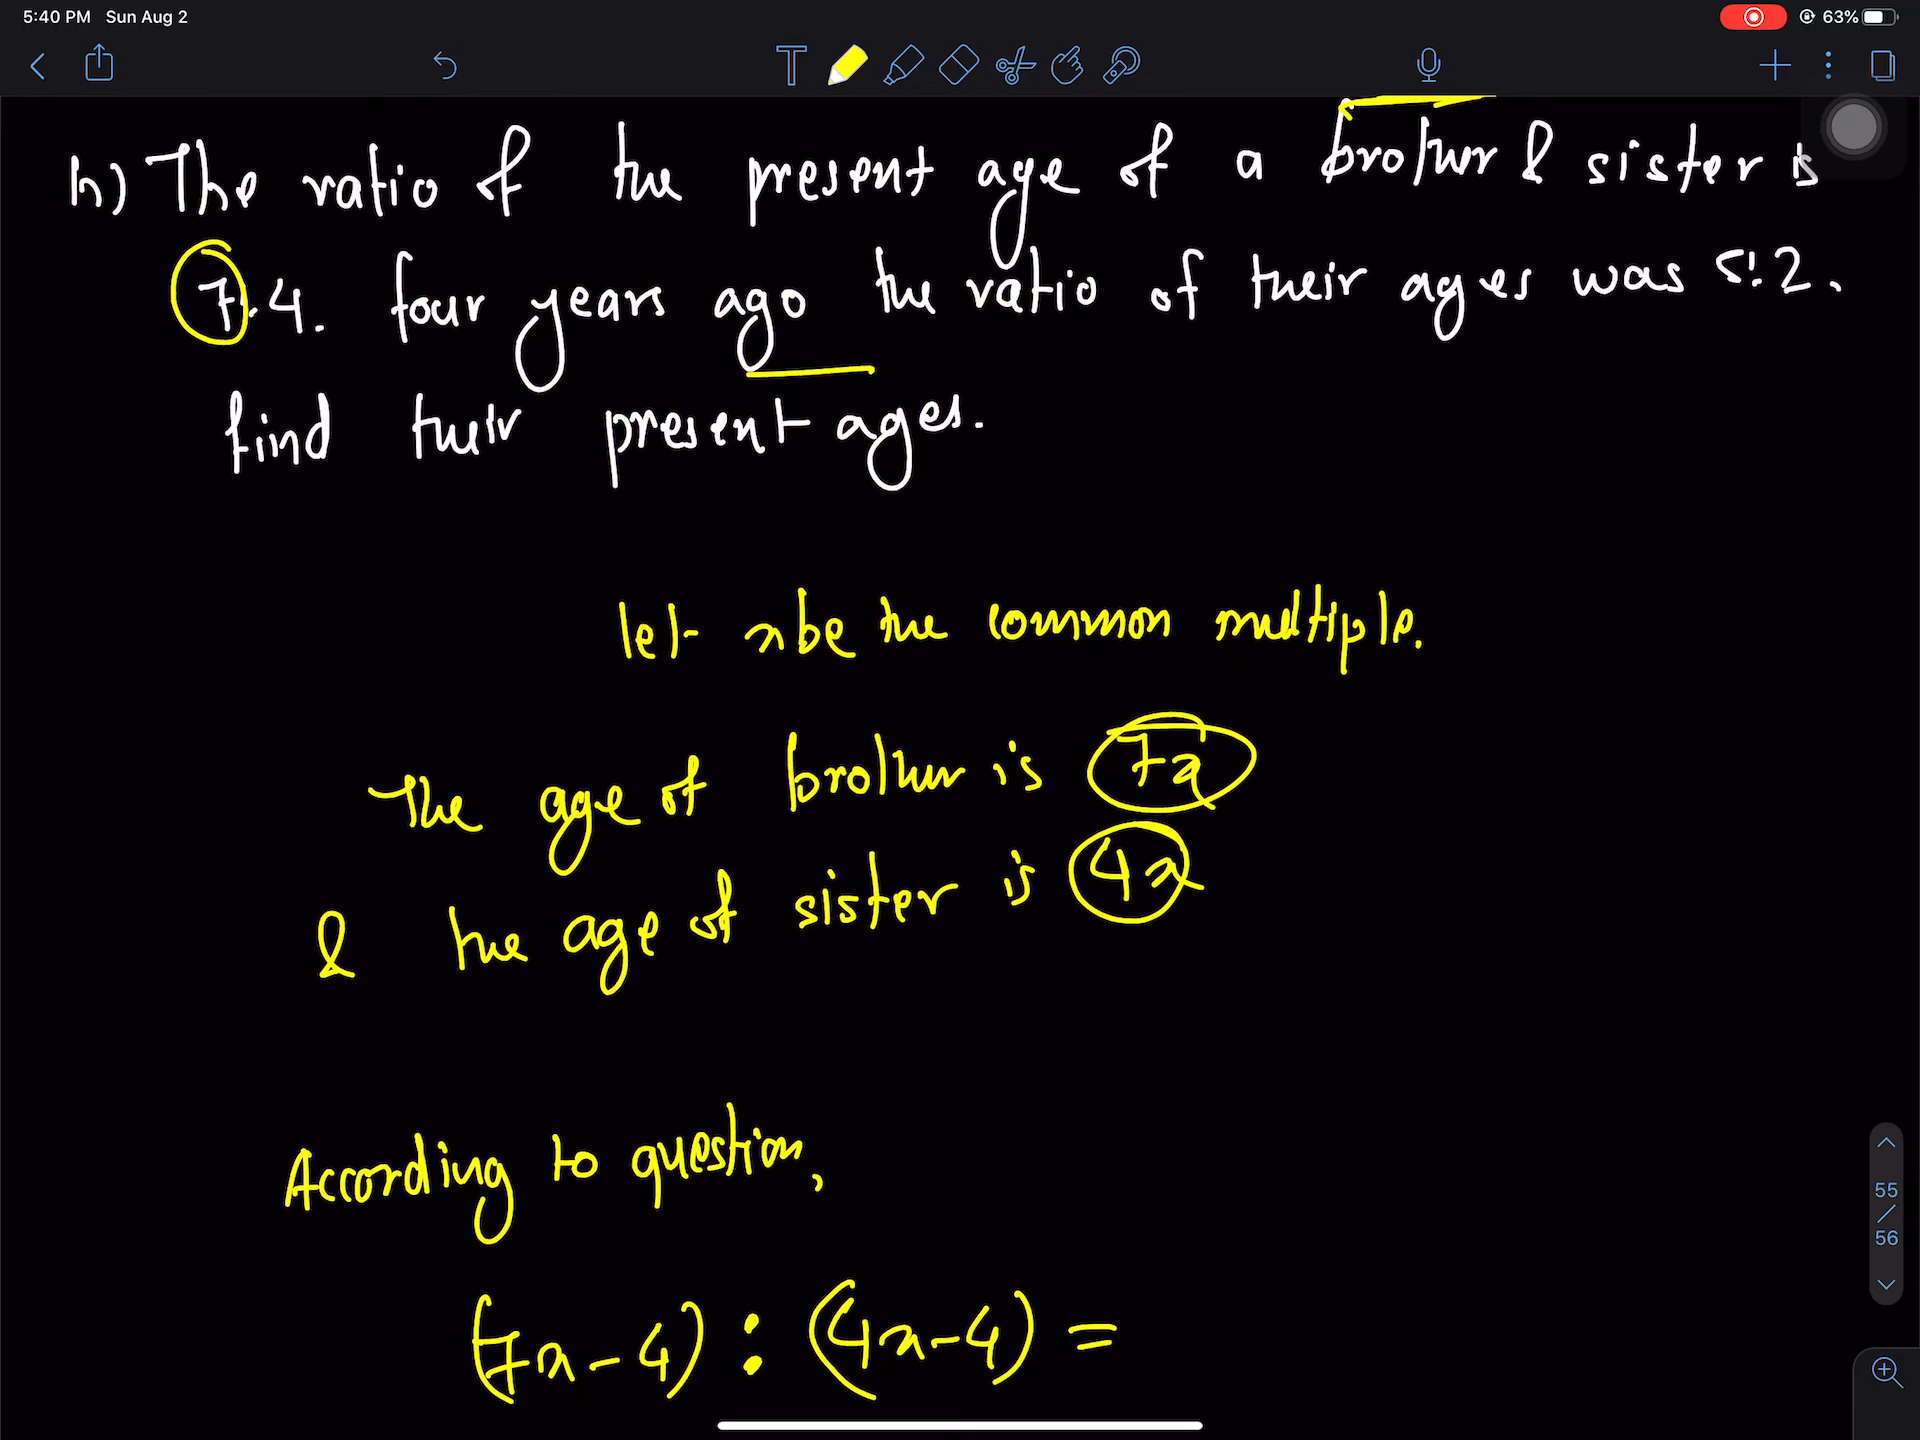 5:40 PM Sun Aug 2
63%
h) The ratio of the present age of a brother & sister is
7:4. four years ago the ratio of their ages was 5:2.
find their present ages.
let x be the common multiple.
The age of brother is 7x
& the age of sister is 4x
According to question,
(7x-4) : (4x-4) =
55
/
56